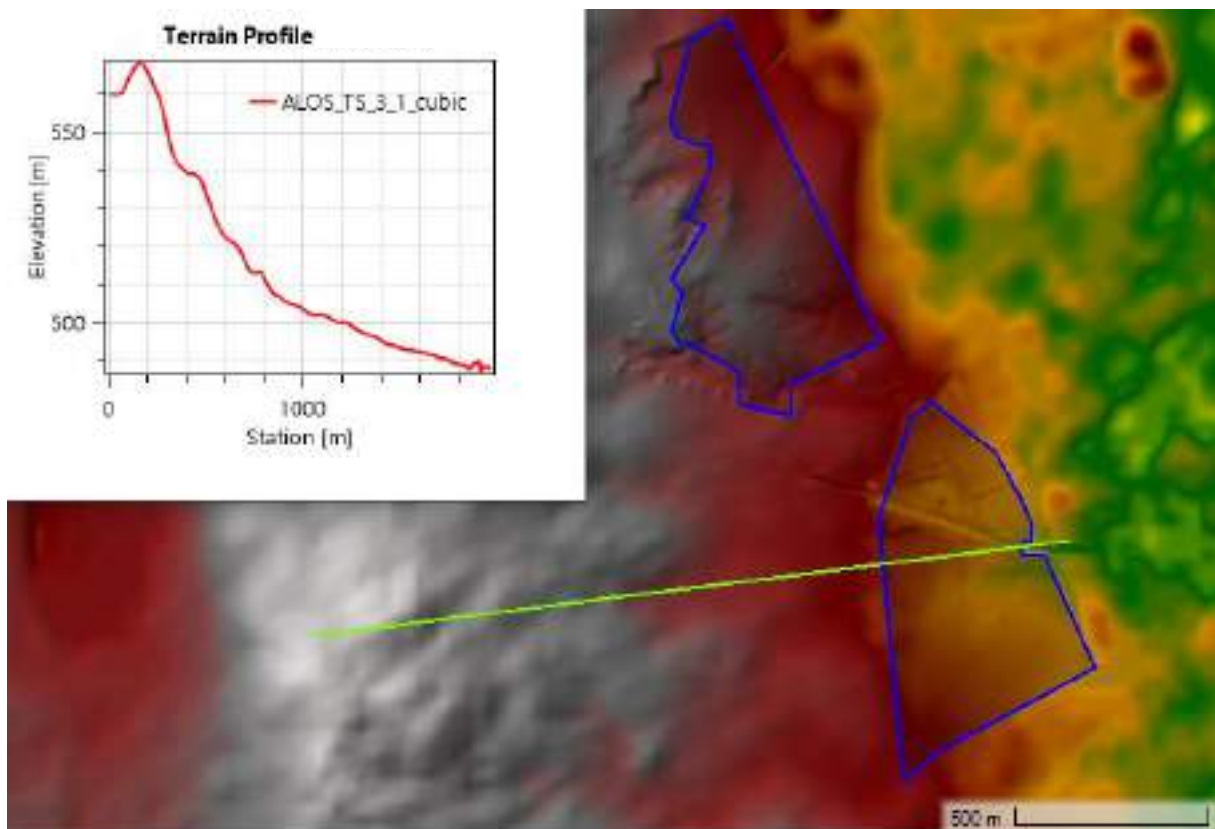 Terrain Profile
ALOS_TS_3_1_cubic
550
Elevation [m]
500
0
1000
Station [m]
500 m